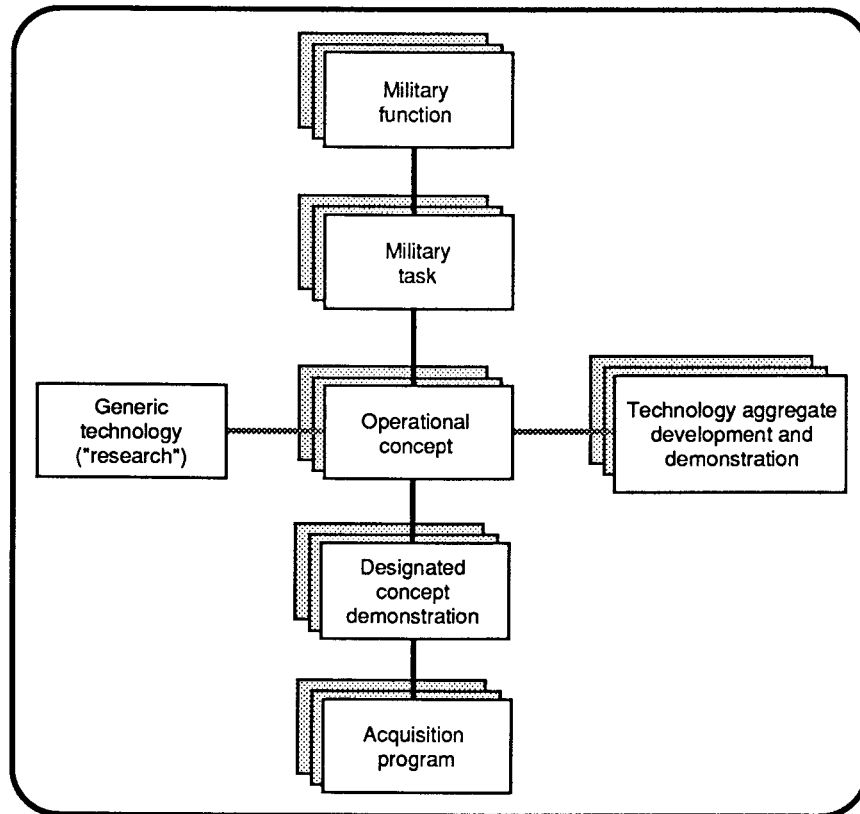 Military
function
Military
task
Generic
technology
("research")
Operational
concept
Technology aggregate
development and
demonstration
Designated
concept
demonstration
Acquisition
program